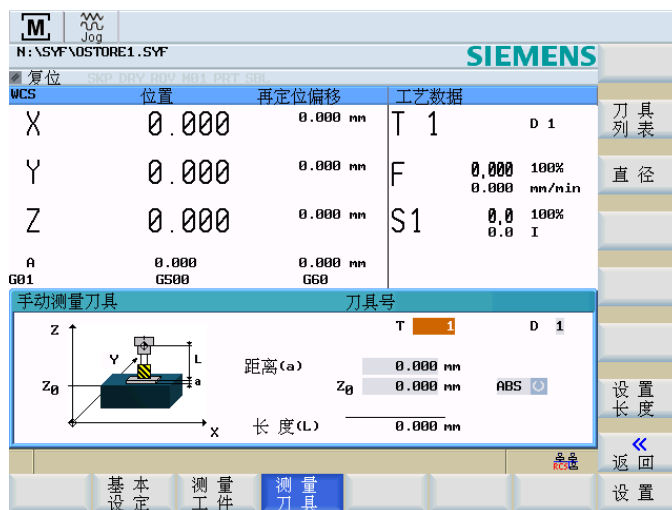 M
Jog
N:\SYF\OSTORE1.SYF
SIEMENS
复位 SKP DRY ROV M01 PRT SBL
WCS 位置 再定位偏移 工艺数据
X 0.000 0.000 mm T 1 D 1
刀具列表
Y 0.000 0.000 mm F 0.000 100%
0.000 mm/min
直径
Z 0.000 0.000 mm S1 0.0 100%
0.0 I
A 0.000 0.000 mm
G01 G500 G60
手动测量刀具 刀具号
T 1 D 1
Z
Y
L
a
Z0
X
距离(a) 0.000 mm
Z0 0.000 mm ABS
长度(L) 0.000 mm
设置
长度
RCS
«
返回
基本
设定
测量
工件
测量
刀具
设置